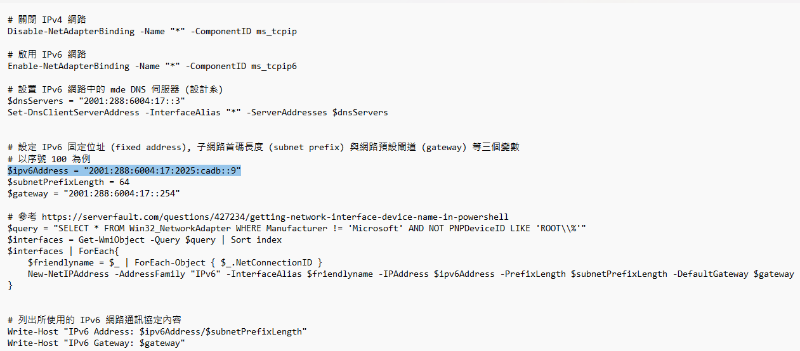 # 關閉 IPv4 網路
Disable-NetAdapterBinding -Name "*" -ComponentID ms_tcpip
# 啟用 IPv6 網路
Enable-NetAdapterBinding -Name "*" -ComponentID ms_tcpip6
# 設置 IPv6 網路中的 mde DNS 伺服器 (設計系)
$dnsServers = "2001:288:6004:17::3"
Set-DnsClientServerAddress -InterfaceAlias "*" -ServerAddresses $dnsServers
# 設定 IPv6 固定位址 (fixed address), 子網路首碼長度 (subnet prefix) 與網路預設閘道 (gateway) 等三個變數
# 以序號 100 為例
$ipv6Address = "2001:288:6004:17:2025:cadb::9"
$subnetPrefixLength = 64
$gateway = "2001:288:6004:17::254"
# 參考 https://serverfault.com/questions/427234/getting-network-interface-device-name-in-powershell
$query = "SELECT * FROM Win32_NetworkAdapter WHERE Manufacturer != 'Microsoft' AND NOT PNPDeviceID LIKE 'ROOT\\%'"
$interfaces = Get-WmiObject -Query $query | Sort index
$interfaces | ForEach{
    $friendlyname = $_ | ForEach-Object { $_.NetConnectionID }
    New-NetIPAddress -AddressFamily "IPv6" -InterfaceAlias $friendlyname -IPAddress $ipv6Address -PrefixLength $subnetPrefixLength -DefaultGateway $gateway
}
# 列出所使用的 IPv6 網路通訊協定內容
Write-Host "IPv6 Address: $ipv6Address/$subnetPrefixLength"
Write-Host "IPv6 Gateway: $gateway"